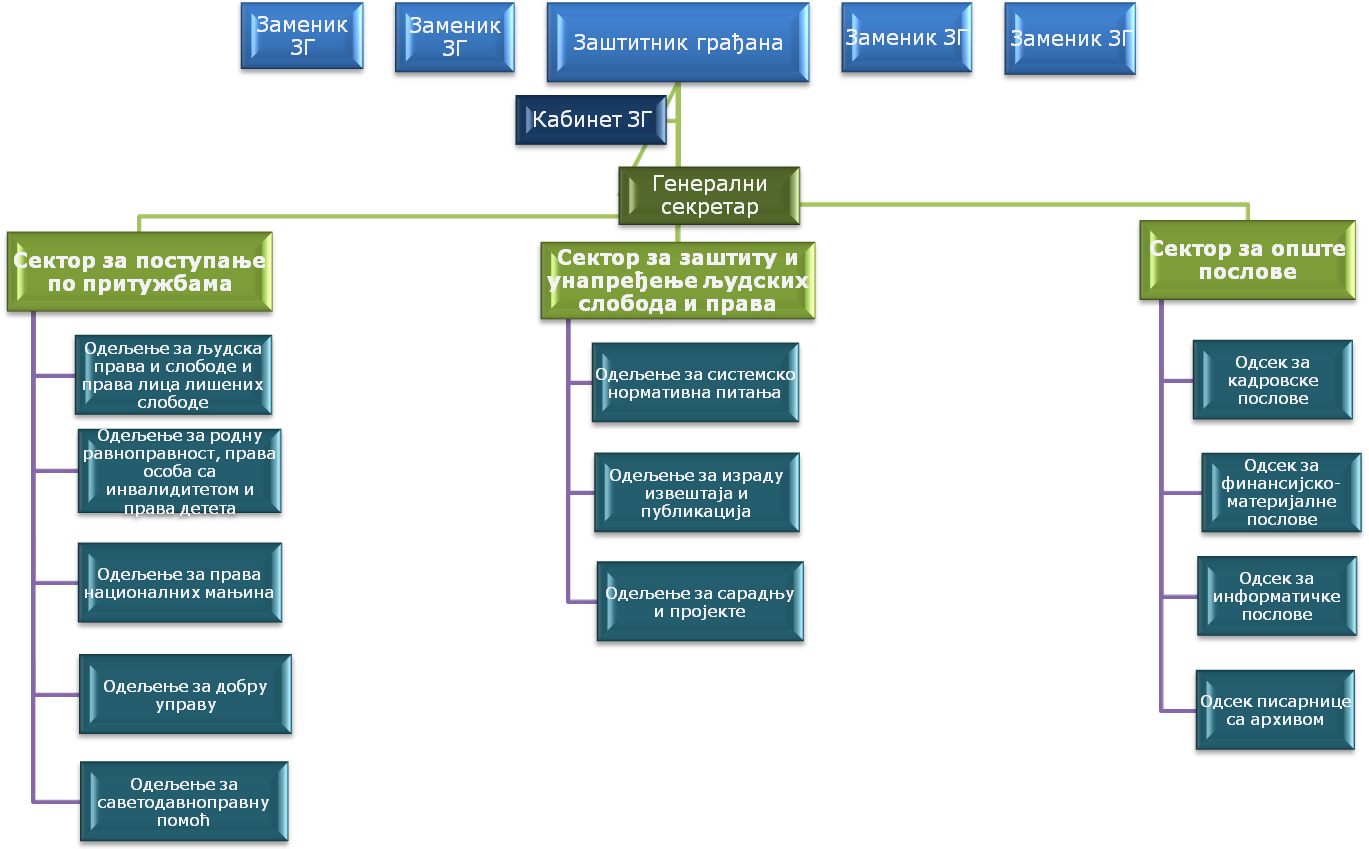 Заменик
ЗГ
Заменик
ЗГ
Заштитник грађана
Заменик ЗГ
Заменик ЗГ
Кабинет ЗГ
Генерални
секретар
Сектор за поступање
по притужбама
Одељење за људска
права и слободе и
права лица лишених
слободе
Одељење за родну
равноправност, права
особа са
инвалидитетом и
права детета
Одељење за права
националних мањина
Одељење за добру
управу
Одељење за
саветодавноправну
помоћ
Сектор за заштиту и
унапређење људских
слобода и права
Одељење за системско
нормативна питања
Одељење за израду
извештаја и
публикација
Одељење за сарадњу
и пројекте
Сектор за опште
послове
Одсек за
кадровске
послове
Одсек за
финансијско-
материјалне
послове
Одсек за
информатичке
послове
Одсек писарнице
са архивом